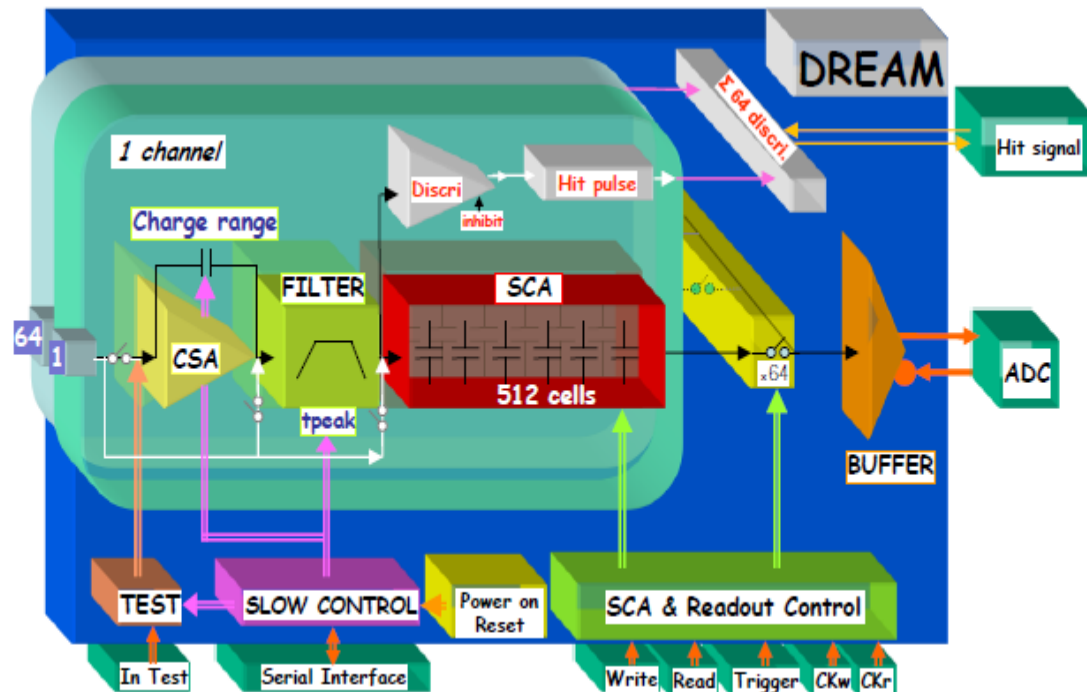 DREAM
Σ 64 discri.
Hit signal
1 channel
Discri
Hit pulse
inhibit
Charge range
FILTER
SCA
64
1
CSA
x64
ADC
512 cells
tpeak
BUFFER
TEST
SLOW CONTROL
Power on
Reset
SCA & Readout Control
In Test
Serial Interface
Write
Read
Trigger
CKw
CKr